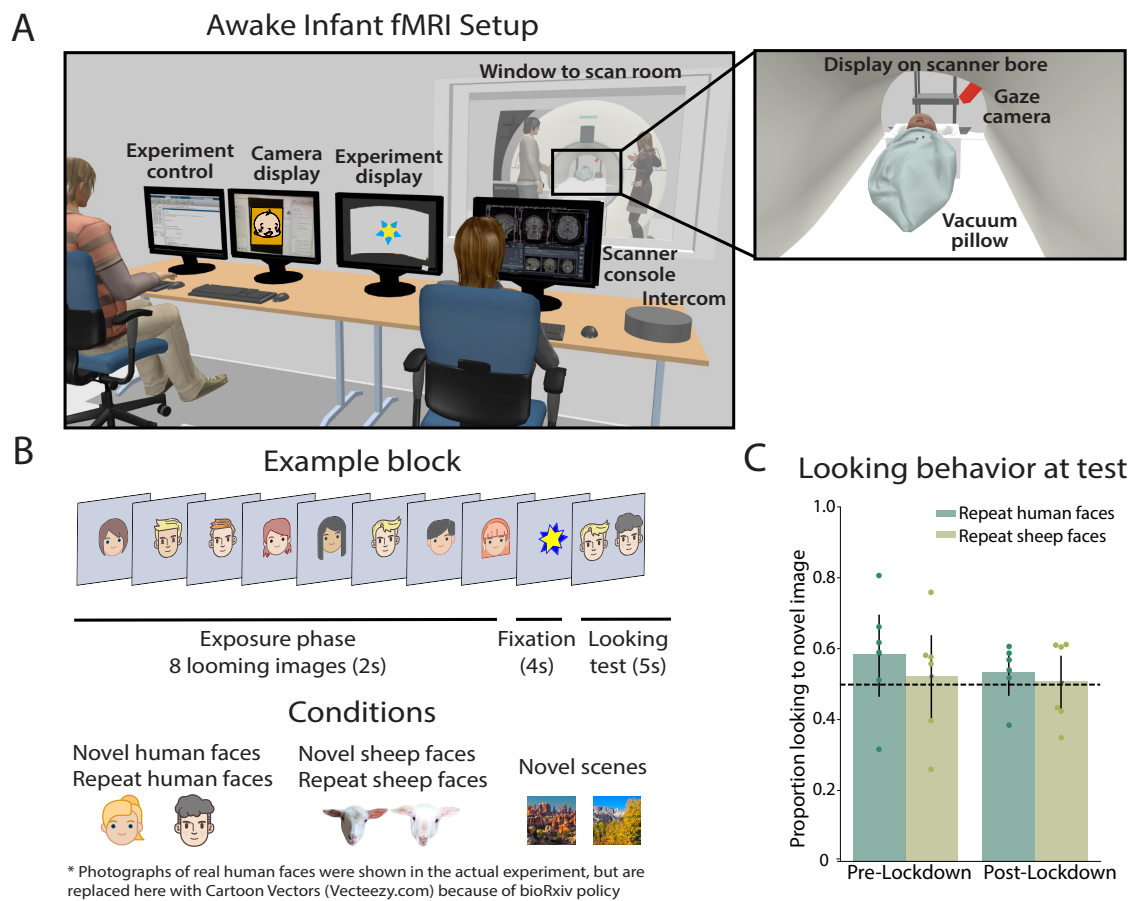 A
Awake Infant fMRI Setup
Window to scan room
Experiment
control
Camera
display
Experiment
display
Scanner
console
Intercom
Display on scanner bore
Gaze
camera
Vacuum
pillow
B
Example block
Exposure phase
8 looming images (2s)
Fixation
(4s)
Looking
test (5s)
Conditions
Novel human faces
Repeat human faces
Novel sheep faces
Repeat sheep faces
Novel scenes
* Photographs of real human faces were shown in the actual experiment, but are
replaced here with Cartoon Vectors (Vecteezy.com) because of bioRxiv policy
C
Looking behavior at test
Repeat human faces
Repeat sheep faces
Proportion looking to novel image
1.0
0.8
0.6
0.4
0.2
0
Pre-Lockdown
Post-Lockdown